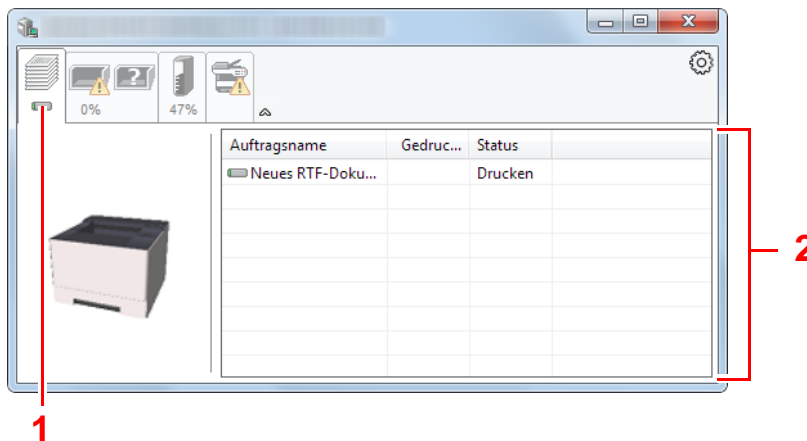 ?
0%
47%
Auftragsname Gedruc... Status
Neues RTF-Doku... Drucken
2
1